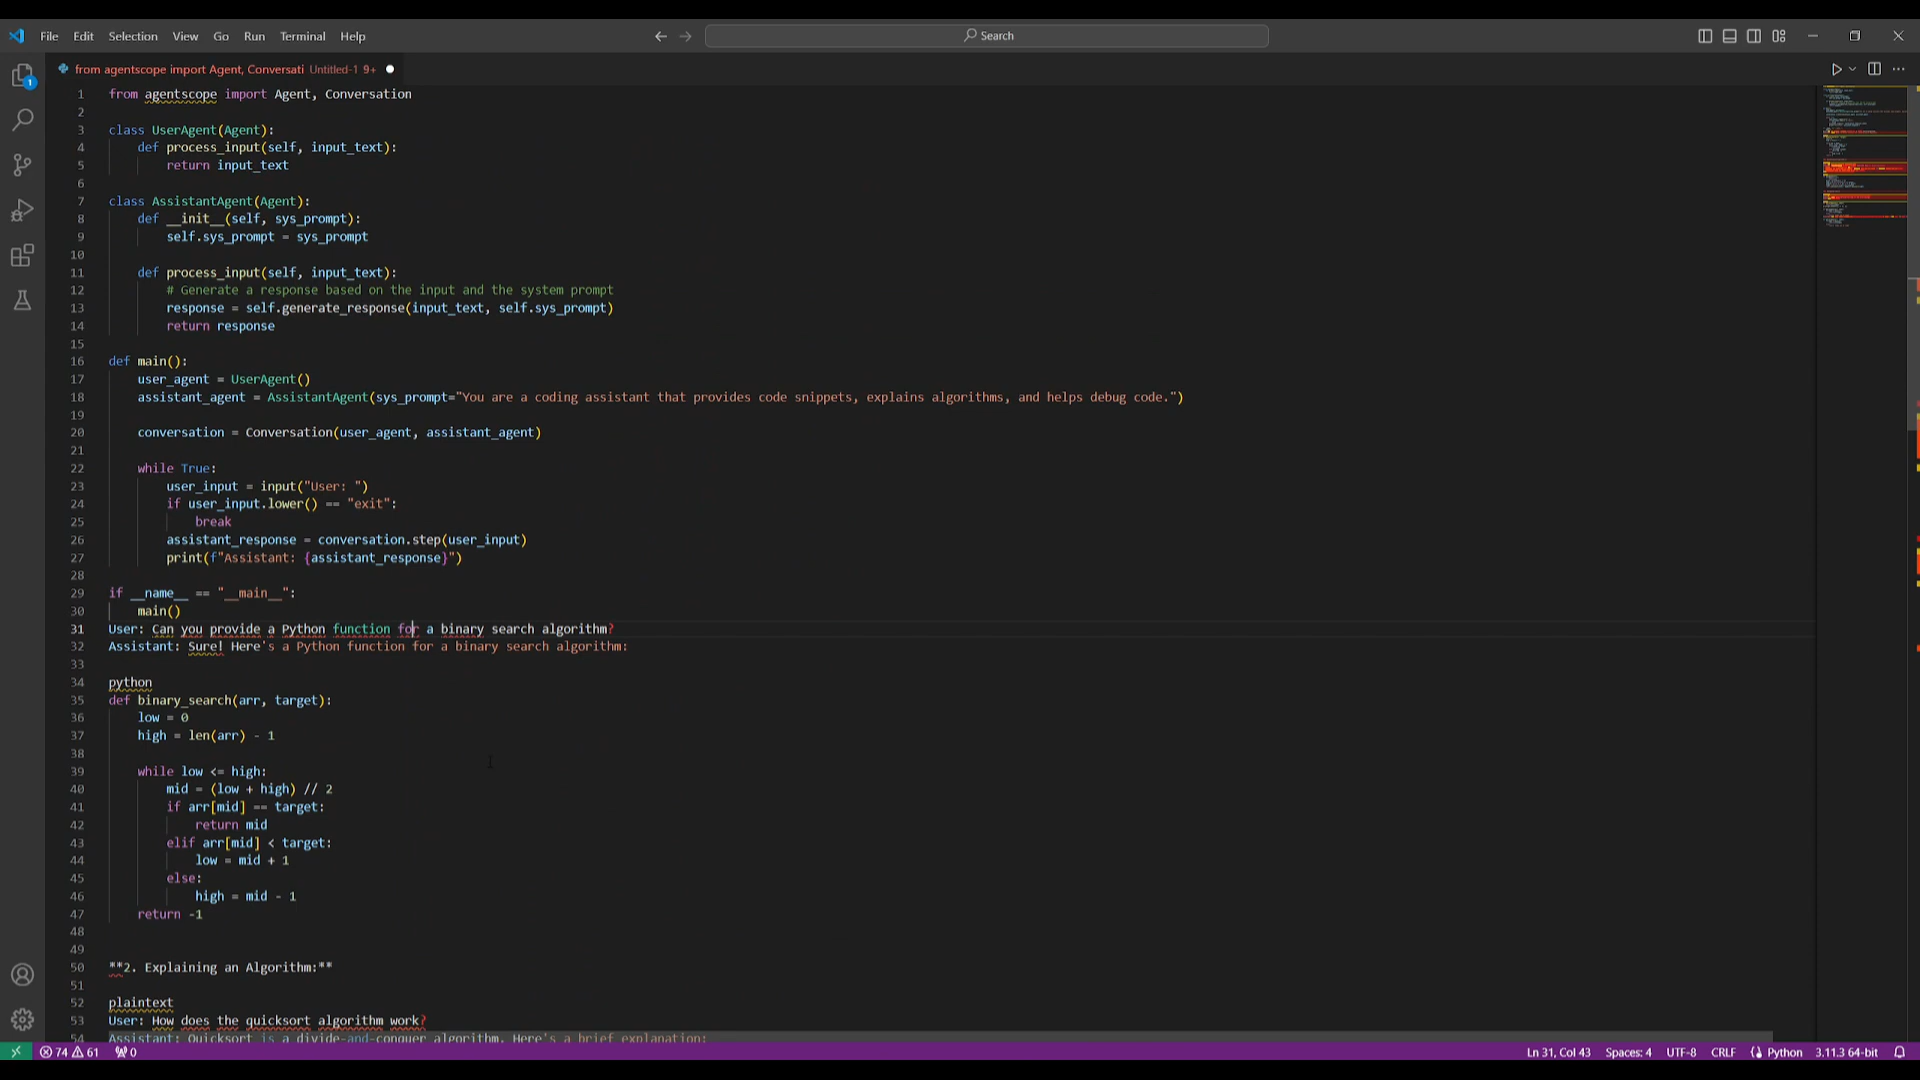 File Edit Selection View Go Run Terminal Help
Search
from agentscope import Agent, Conversati Untitled-1 9+
1 from agentscope import Agent, Conversation
2
3 class UserAgent(Agent):
4 def process_input(self, input_text):
5 return input_text
6
7 class AssistantAgent(Agent):
8 def __init__(self, sys_prompt):
9 self.sys_prompt = sys_prompt
10
11 def process_input(self, input_text):
12 # Generate a response based on the input and the system prompt
13 response = self.generate_response(input_text, self.sys_prompt)
14 return response
15
16 def main():
17 user_agent = UserAgent()
18 assistant_agent = AssistantAgent(sys_prompt="You are a coding assistant that provides code snippets, explains algorithms, and helps debug code.")
19
20 conversation = Conversation(user_agent, assistant_agent)
21
22 while True:
23 user_input = input("User: ")
24 if user_input.lower() == "exit":
25 break
26 assistant_response = conversation.step(user_input)
27 print(f"Assistant: {assistant_response}")
28
29 if __name__ == "__main__":
30 main()
31 User: Can you provide a Python function for a binary search algorithm?
32 Assistant: Sure! Here's a Python function for a binary search algorithm:
33
34 python
35 def binary_search(arr, target):
36 low = 0
37 high = len(arr) - 1
38
39 while low <= high:
40 mid = (low + high) // 2
41 if arr[mid] == target:
42 return mid
43 elif arr[mid] < target:
44 low = mid + 1
45 else:
46 high = mid - 1
47 return -1
48
49
50 **2. Explaining an Algorithm:**
51
52 plaintext
53 User: How does the quicksort algorithm work?
54 Assistant: Quicksort is a divide-and-conquer algorithm. Here's a brief explanation:
74 61 0 Ln 31, Col 43 Spaces: 4 UTF-8 CRLF Python 3.11.3 64-bit